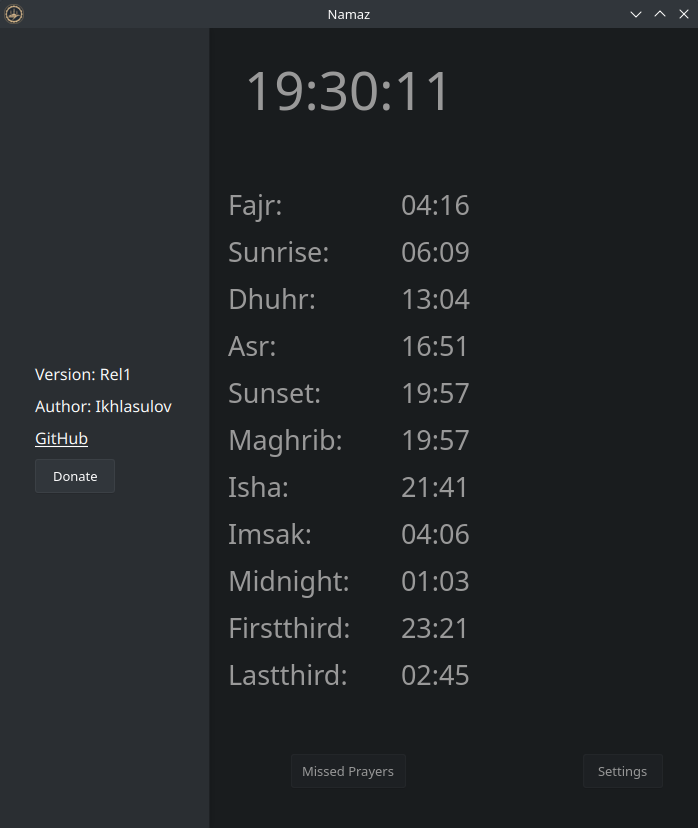 Namaz
19:30:11
Fajr: 04:16
Sunrise: 06:09
Dhuhr: 13:04
Asr: 16:51
Sunset: 19:57
Maghrib: 19:57
Isha: 21:41
Imsak: 04:06
Midnight: 01:03
Firstthird: 23:21
Lastthird: 02:45
Version: Rel1
Author: Ikhlasulov
GitHub
Donate
Missed Prayers
Settings